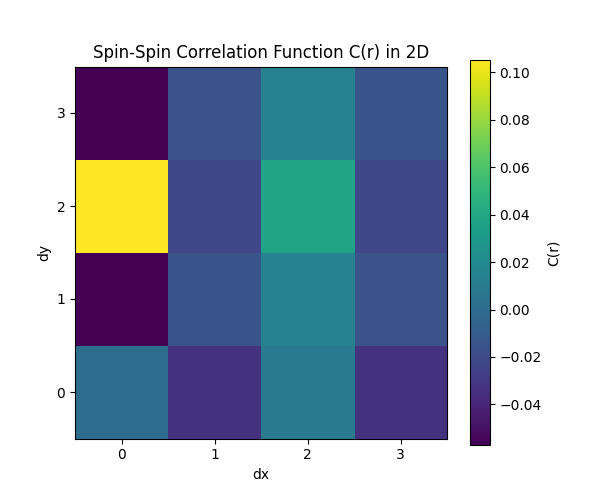 Spin-Spin Correlation Function C(r) in 2D
3
2
1
0
dy
0 1 2 3
dx
0.10
0.08
0.06
0.04
0.02
0.00
−0.02
−0.04
C(r)